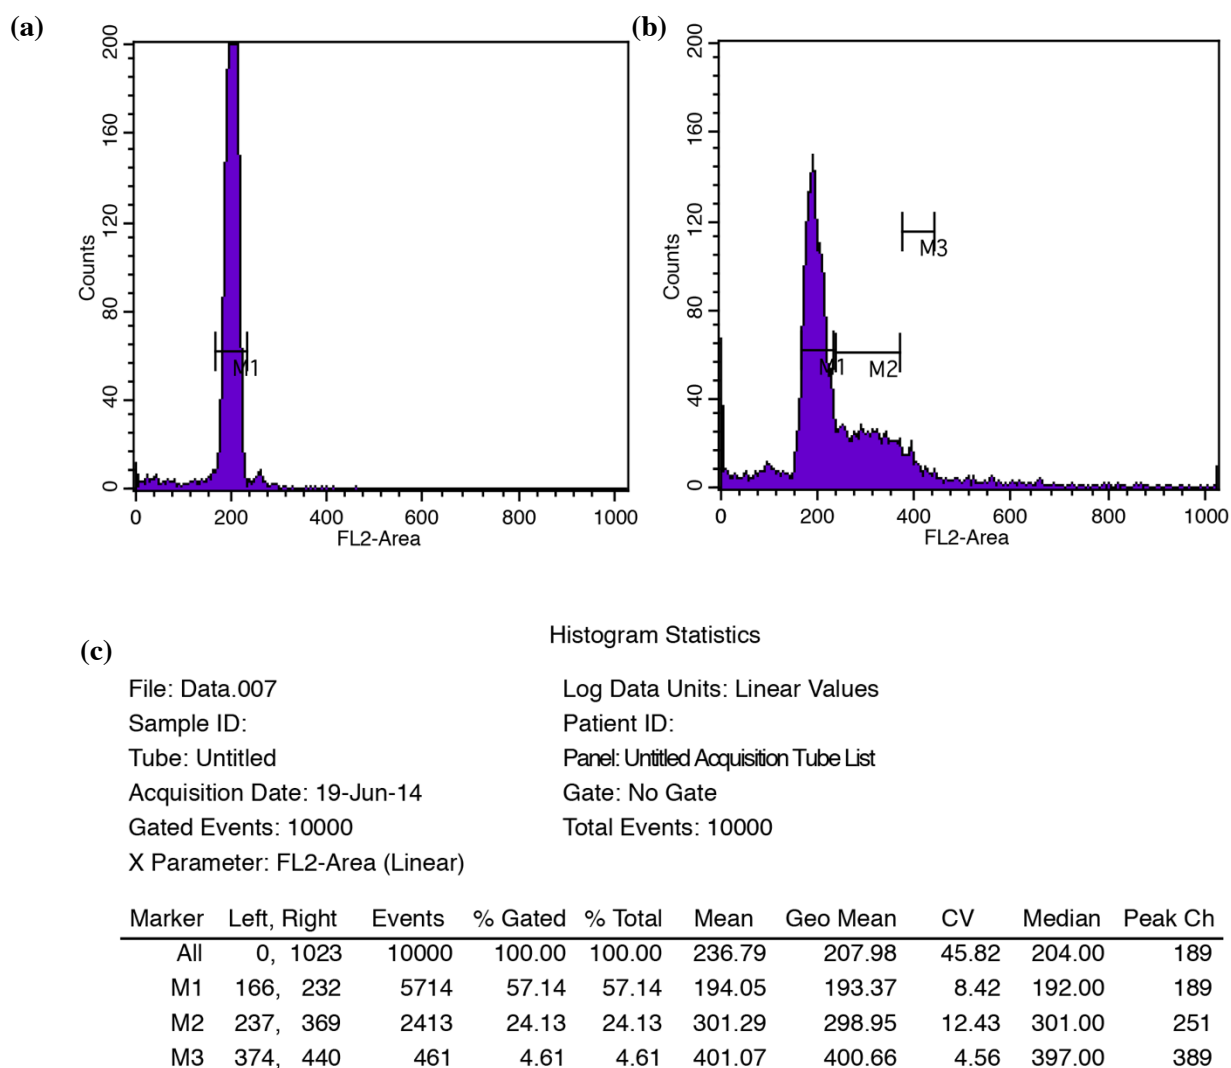 (a)
200
160
120
80
40
0
Counts
M1
0 200 400 600 800 1000
FL2-Area
(b)
200
160
120
80
40
0
Counts
M3
M1 M2
0 200 400 600 800 1000
FL2-Area
Histogram Statistics
(c)
File: Data.007 Log Data Units: Linear Values
Sample ID: Patient ID:
Tube: Untitled Panel: Untitled Acquisition Tube List
Acquisition Date: 19-Jun-14 Gate: No Gate
Gated Events: 10000 Total Events: 10000
X Parameter: FL2-Area (Linear)
Marker Left, Right Events % Gated % Total Mean Geo Mean CV Median Peak Ch
All 0, 1023 10000 100.00 100.00 236.79 207.98 45.82 204.00 189
M1 166, 232 5714 57.14 57.14 194.05 193.37 8.42 192.00 189
M2 237, 369 2413 24.13 24.13 301.29 298.95 12.43 301.00 251
M3 374, 440 461 4.61 4.61 401.07 400.66 4.56 397.00 389